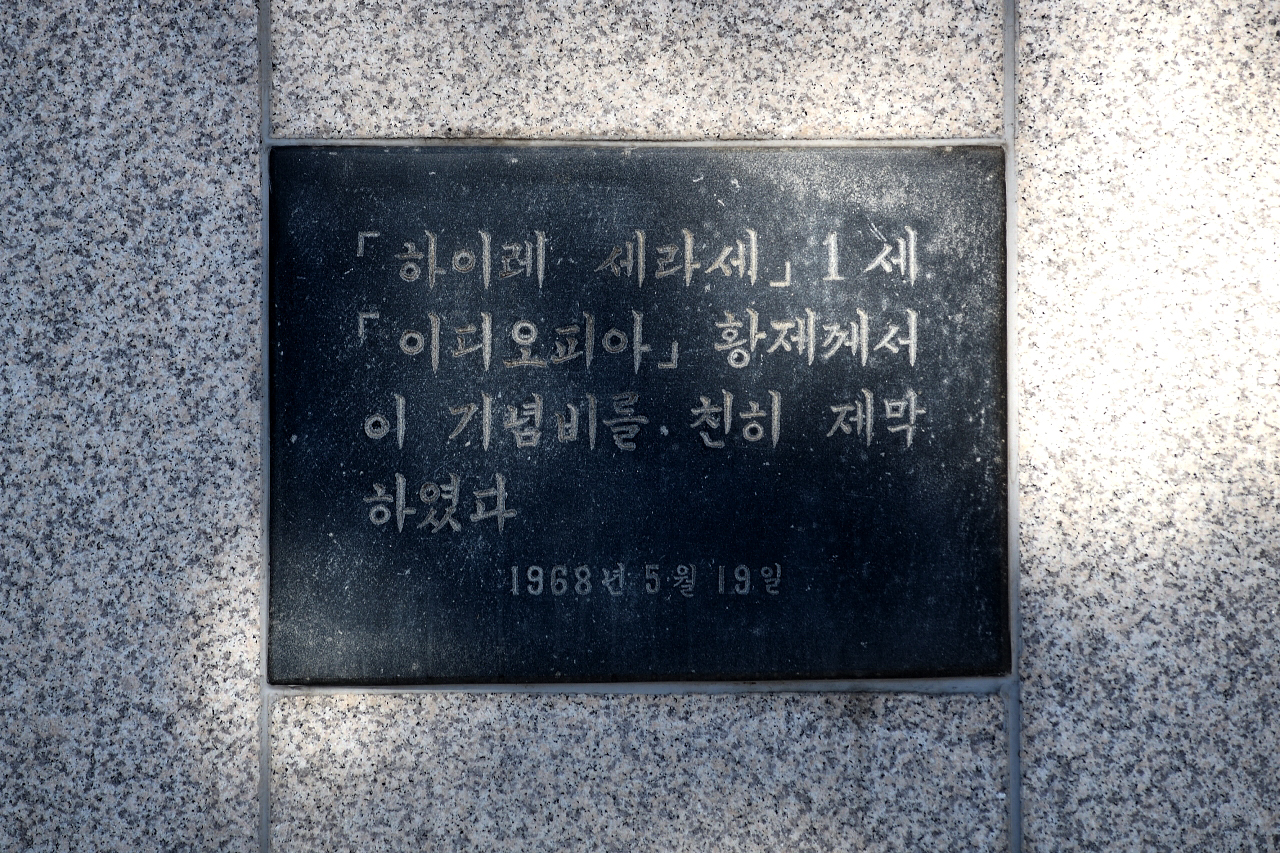 「하이레 세라세」1세
「이디오피아」황제께서
이 기념비를 친히 제막
하였다
1968년 5월 19일